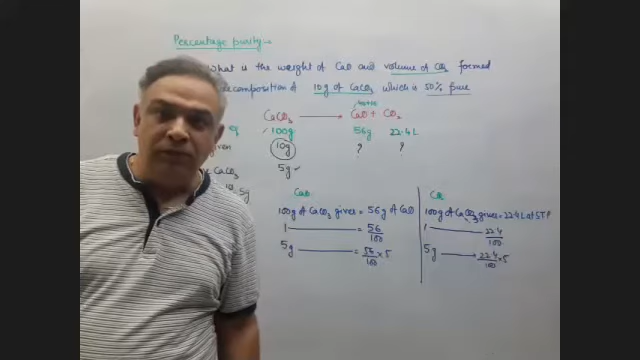 Percentage purity:-
What is the weight of CaO and volume of CO₂ formed
decomposition of 10g of CaCO₃ which is 50% pure
CaCO₃ → CaO + CO₂
100g 56g 22.4L
10g ? ?
5g
CaCO₃
CaO
100g of CaCO₃ gives = 56g of CaO
1 = 56/100
5g = 56/100 × 5
CO₂
100g of CaCO₃ gives = 22.4L at STP
1 22.4/100
5g → 22.4/100 × 5